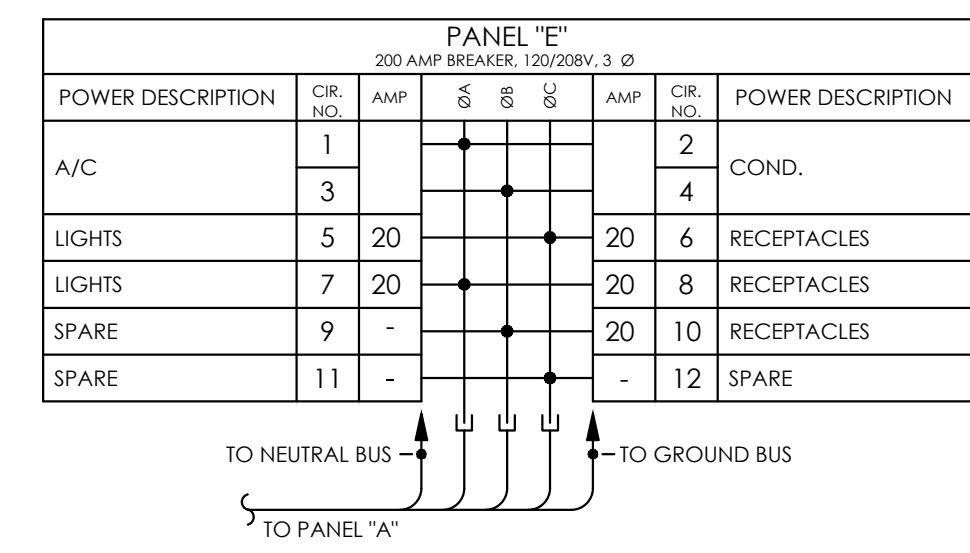 PANEL "E"
200 AMP BREAKER, 120/208V, 3 Ø
POWER DESCRIPTION CIR. NO. AMP ØA ØB ØC AMP CIR. NO. POWER DESCRIPTION
A/C 1 2 COND.
3 4
LIGHTS 5 20 20 6 RECEPTACLES
LIGHTS 7 20 20 8 RECEPTACLES
SPARE 9 - 20 10 RECEPTACLES
SPARE 11 - - 12 SPARE
TO NEUTRAL BUS TO GROUND BUS
TO PANEL "A"